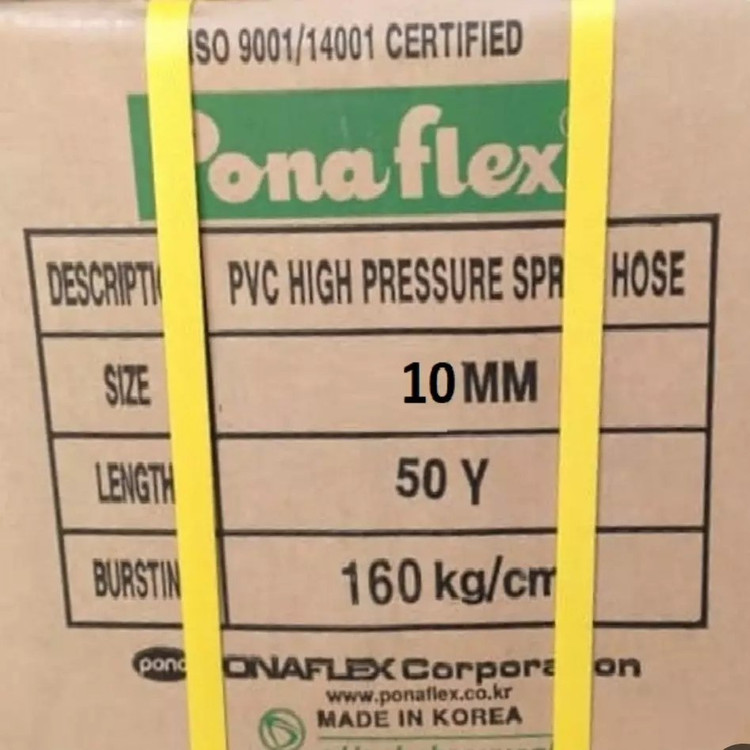 ISO 9001/14001 CERTIFIED
Ponaflex
DESCRIPTI PVC HIGH PRESSURE SPR HOSE
SIZE 10 MM
LENGTH 50 Y
BURSTIN 160 kg/cm
pono ONAFLEX Corpora on
www.ponaflex.co.kr
MADE IN KOREA